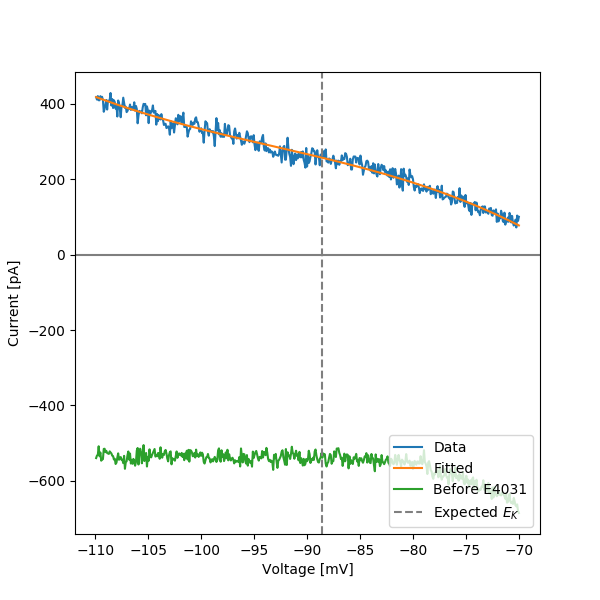 400
200
0
−200
−400
−600
Current [pA]
Data
Fitted
Before E4031
Expected E_K
−110 −105 −100 −95 −90 −85 −80 −75 −70
Voltage [mV]